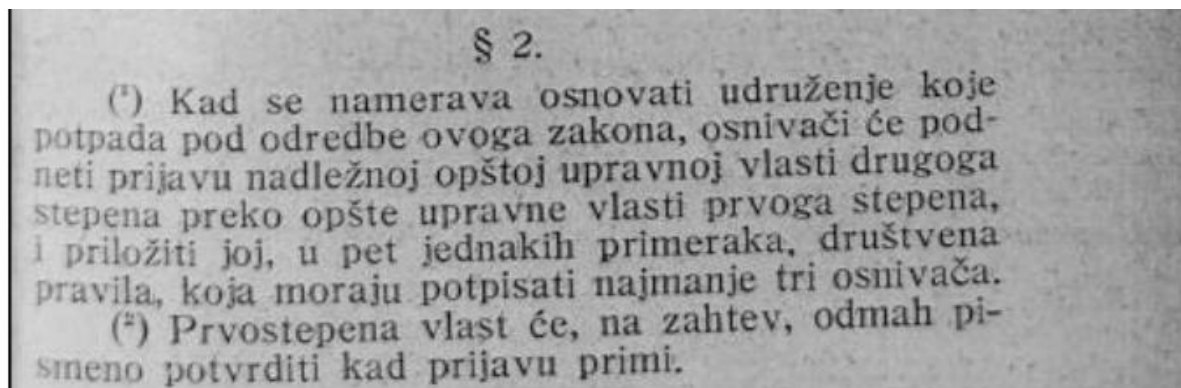 § 2.
(¹) Kad se namerava osnovati udruženje koje
potpada pod odredbe ovoga zakona, osnivači će pod-
neti prijavu nadležnoj opštoj upravnoj vlasti drugoga
stepena preko opšte upravne vlasti prvoga stepena,
i priložiti joj, u pet jednakih primeraka, društvena
pravila, koja moraju potpisati najmanje tri osnivača.
(²) Prvostepena vlast će, na zahtev, odmah pi-
smeno potvrditi kad prijavu primi.